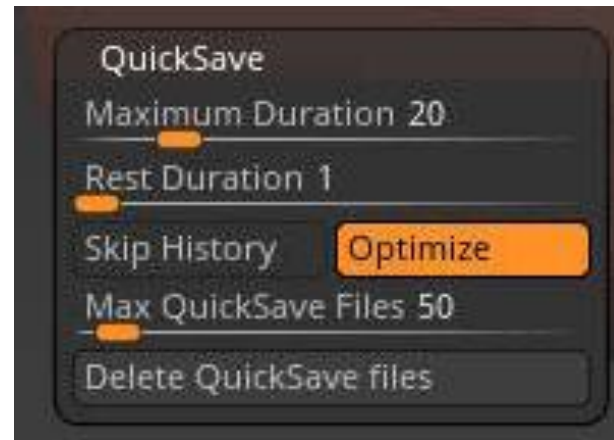 QuickSave
Maximum Duration 20
Rest Duration 1
Skip History Optimize
Max QuickSave Files 50
Delete QuickSave files